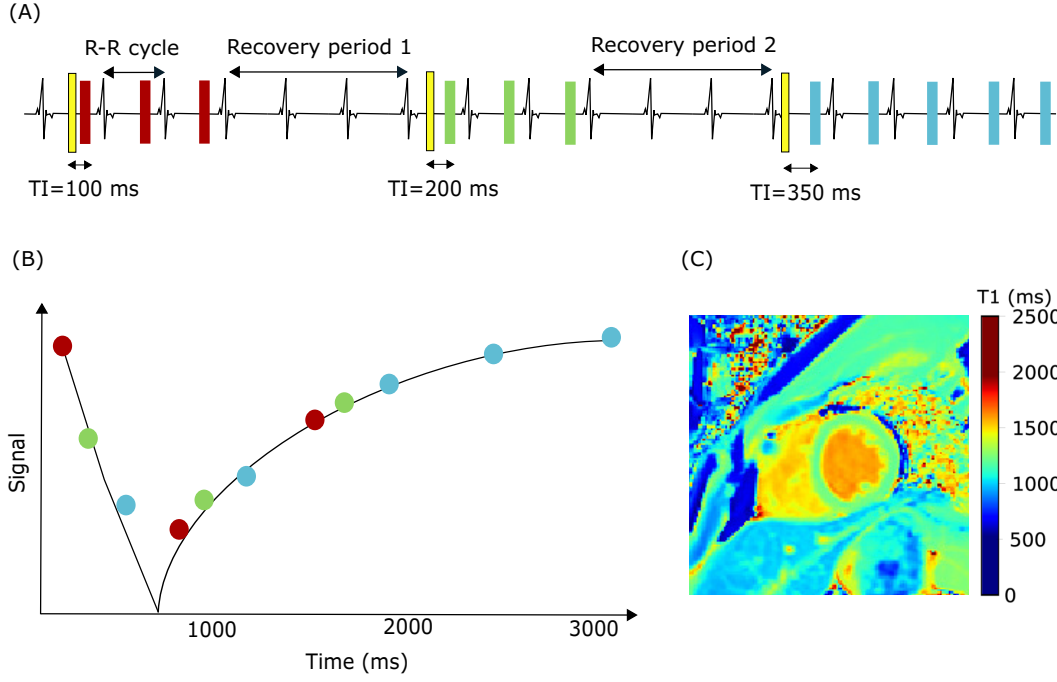 (A)
R-R cycle
Recovery period 1
Recovery period 2
TI=100 ms
TI=200 ms
TI=350 ms
(B)
Signal
1000
2000
3000
Time (ms)
(C)
T1 (ms)
2500
2000
1500
1000
500
0